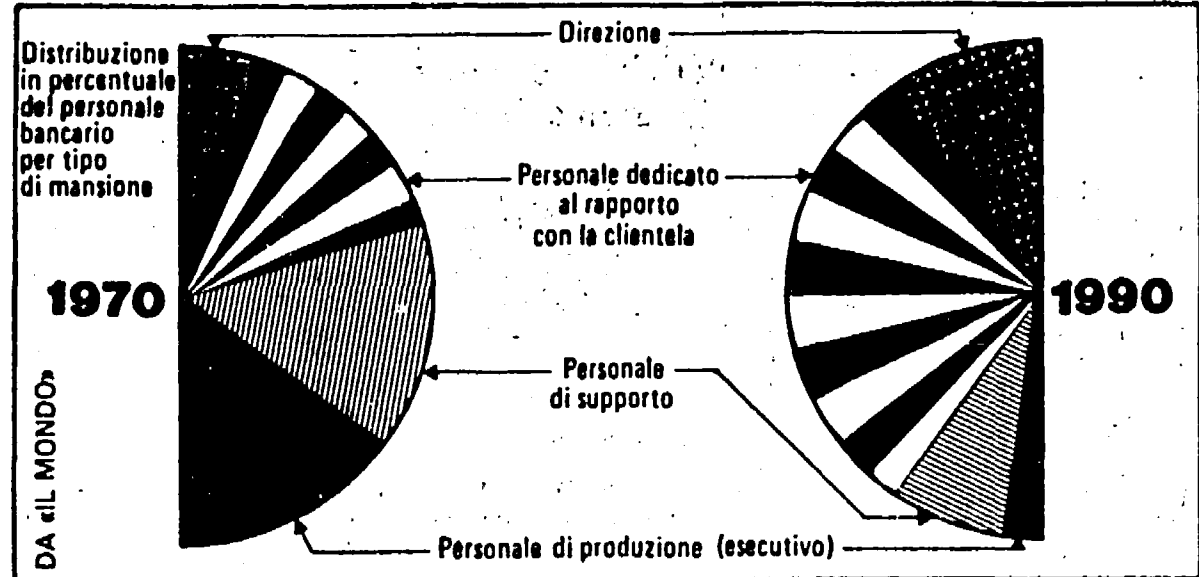 Distribuzione
in percentuale
del personale
bancario
per tipo
di mansione
Direzione
Personale dedicato
al rapporto
con la clientela
1970
1990
Personale
di supporto
Personale di produzione (esecutivo)
DA «IL MONDO»